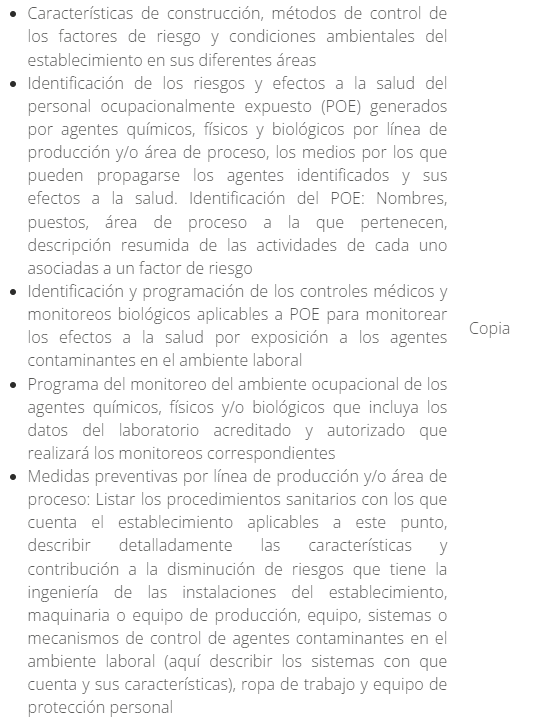 • Características de construcción, métodos de control de
los factores de riesgo y condiciones ambientales del
establecimiento en sus diferentes áreas
• Identificación de los riesgos y efectos a la salud del
personal ocupacionalmente expuesto (POE) generados
por agentes químicos, físicos y biológicos por línea de
producción y/o área de proceso, los medios por los que
pueden propagarse los agentes identificados y sus
efectos a la salud. Identificación del POE: Nombres,
puestos, área de proceso a la que pertenecen,
descripción resumida de las actividades de cada uno
asociadas a un factor de riesgo
• Identificación y programación de los controles médicos y
monitoreos biológicos aplicables a POE para monitorear
los efectos a la salud por exposición a los agentes
contaminantes en el ambiente laboral
• Programa del monitoreo del ambiente ocupacional de los
agentes químicos, físicos y/o biológicos que incluya los
datos del laboratorio acreditado y autorizado que
realizará los monitoreos correspondientes
• Medidas preventivas por línea de producción y/o área de
proceso: Listar los procedimientos sanitarios con los que
cuenta el establecimiento aplicables a este punto,
describir detalladamente las características y
contribución a la disminución de riesgos que tiene la
ingeniería de las instalaciones del establecimiento,
maquinaria o equipo de producción, equipo, sistemas o
mecanismos de control de agentes contaminantes en el
ambiente laboral (aquí describir los sistemas con que
cuenta y sus características), ropa de trabajo y equipo de
protección personal
Copia